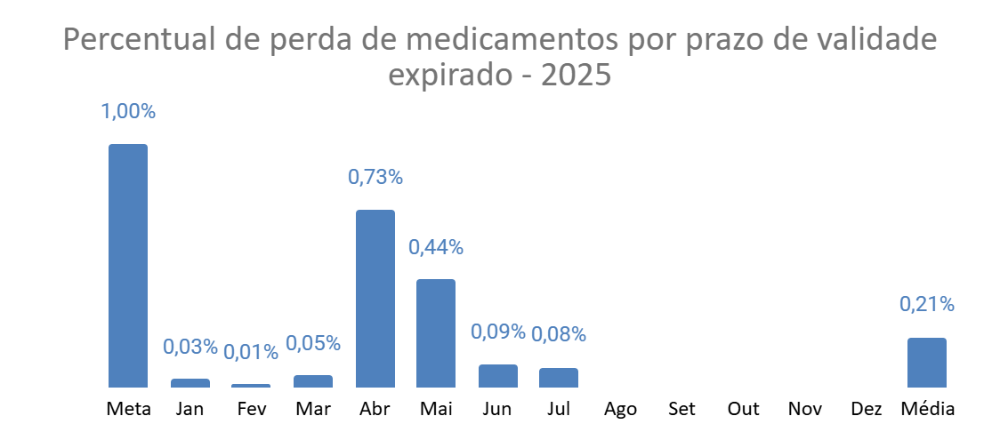 Percentual de perda de medicamentos por prazo de validade
expirado - 2025
1,00%
0,73%
0,44%
0,21%
0,03% 0,01% 0,05% 0,09% 0,08%
Meta Jan Fev Mar Abr Mai Jun Jul Ago Set Out Nov Dez Média